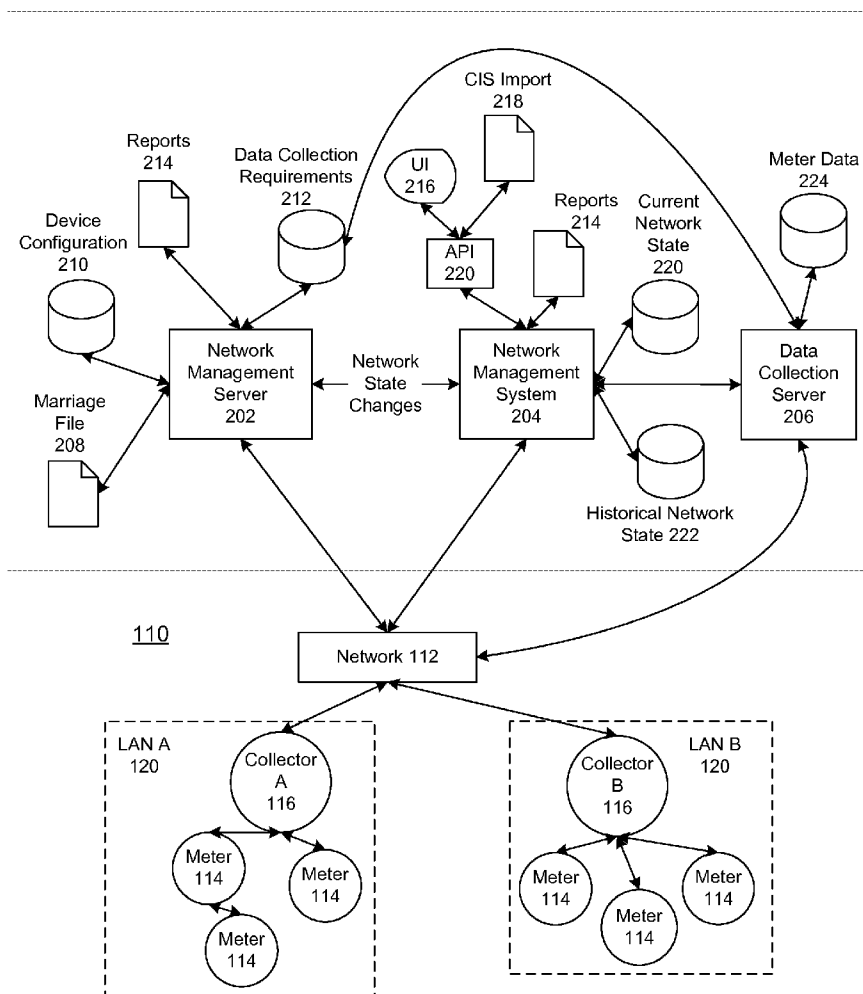 CIS Import
218
Reports
214
Data Collection
Requirements
212
UI
216
Meter Data
224
Device
Configuration
210
Reports
214
Current
Network
State
220
API
220
Network
Management
Server
202
Network
State
Changes
Network
Management
System
204
Data
Collection
Server
206
Marriage
File
208
Historical Network
State 222
110
Network 112
LAN A
120
Collector
A
116
Meter
114
Meter
114
Meter
114
LAN B
120
Collector
B
116
Meter
114
Meter
114
Meter
114